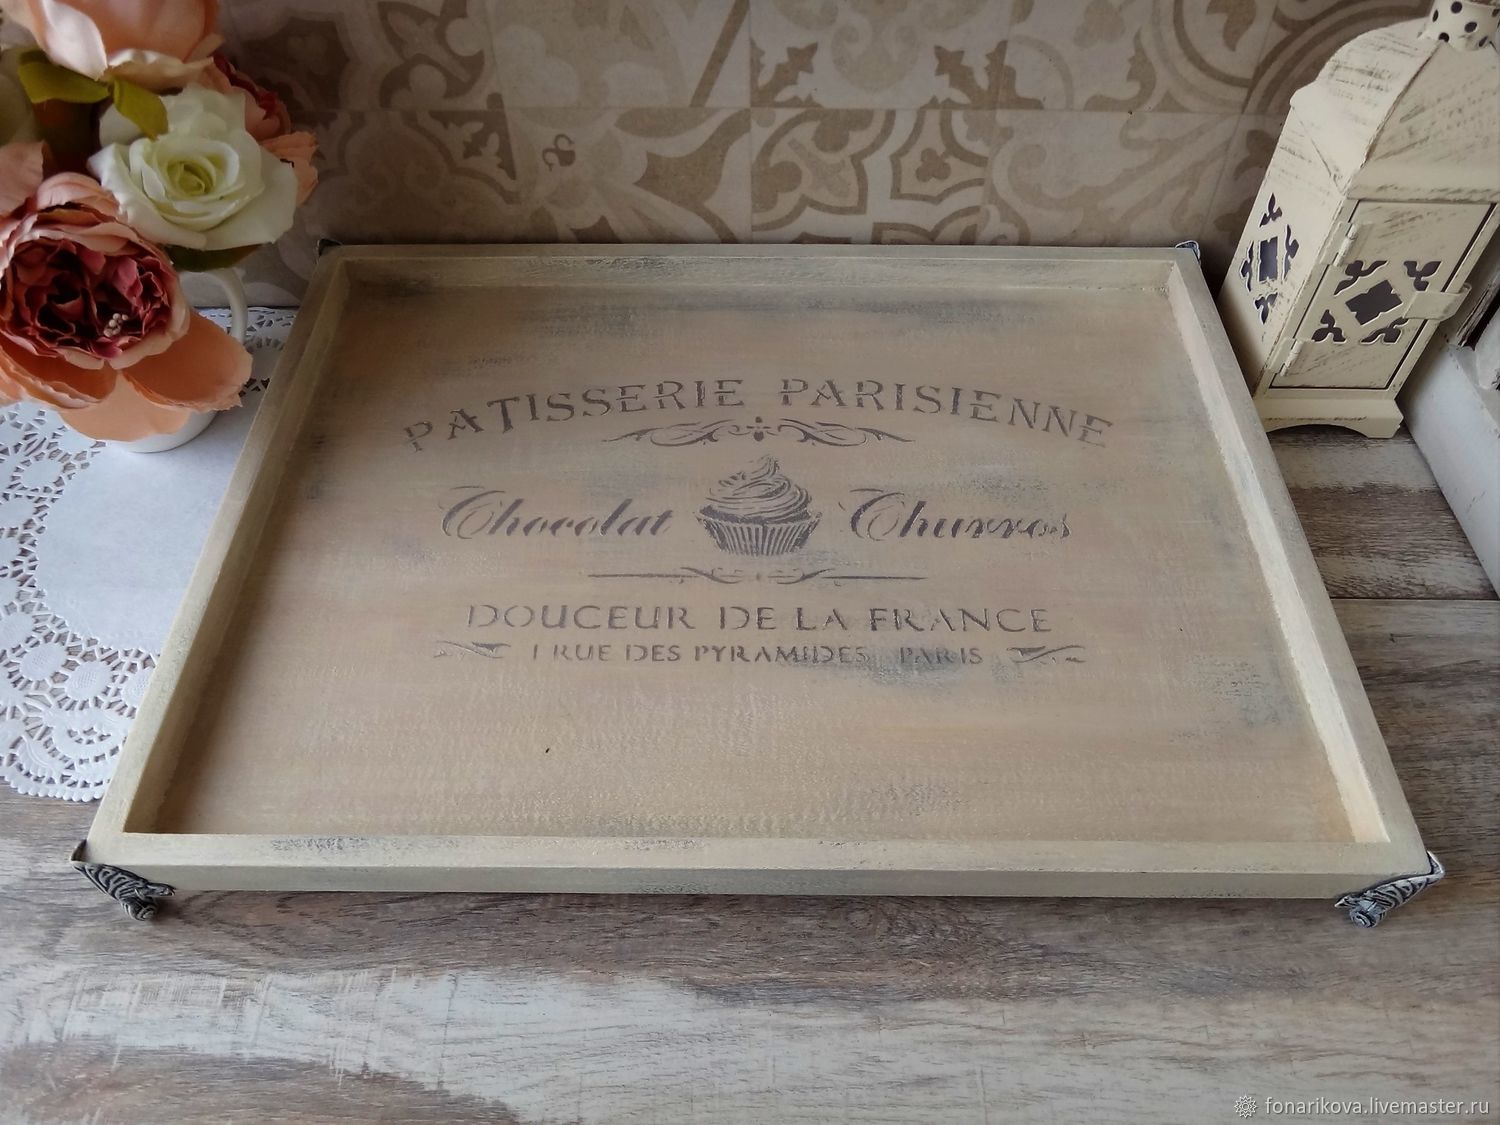 PATISSERIE PARISIENNE
Chocolat Churros
DOUCEUR DE LA FRANCE
1 RUE DES PYRAMIDES PARIS
fonarikova.livemaster.ru